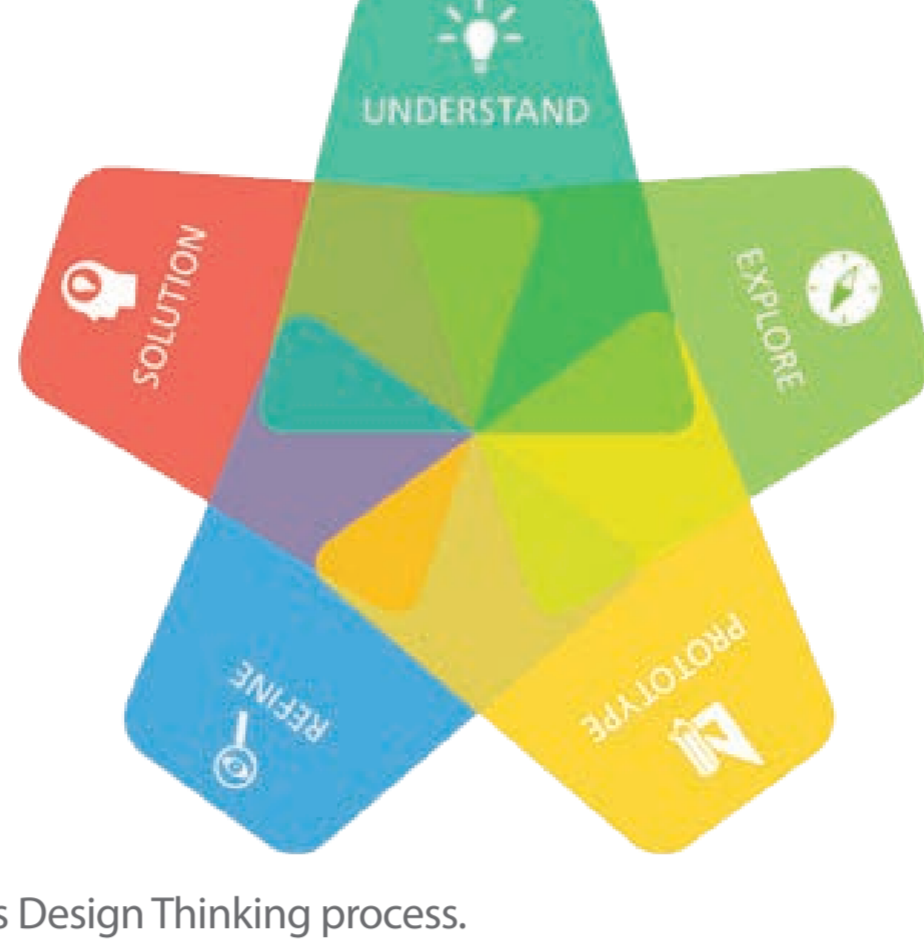 UNDERSTAND
EXPLORE
PROTOTYPE
REFINE
SOLUTION
s Design Thinking process.